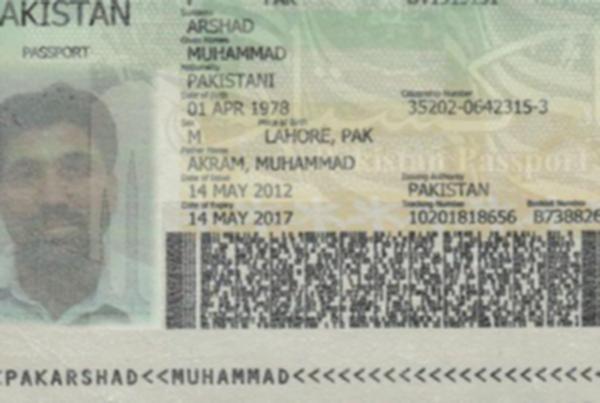 AKISTAN
PASSPORT
P PAK
Surname
ARSHAD
Given Names
MUHAMMAD
Nationality
PAKISTANI
Date of Birth Citizenship Number
01 APR 1978 35202-0642315-3
Sex Place of Birth
M LAHORE, PAK
Father Name
AKRAM, MUHAMMAD
Date of Issue Issuing Authority
14 MAY 2012 PAKISTAN
Date of Expiry Tracking Number Booklet Number
14 MAY 2017 10201818656 B738826
kistan Passport
<PAKARSHAD<<MUHAMMAD<<<<<<<<<<<<<<<<<<<<